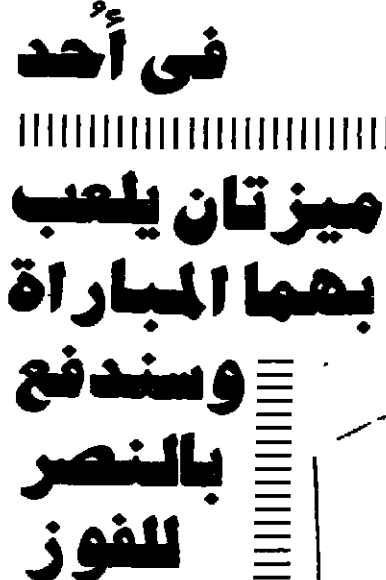 فى أُحد
ميزتان يلعب
بهما المباراة
وسندفع
بالنصر
للفوز